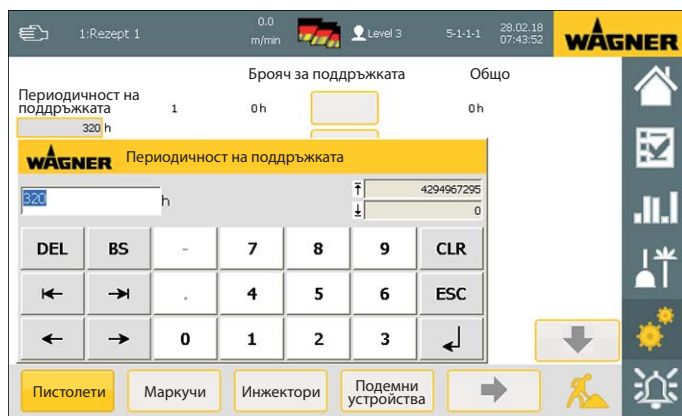 1:Rezept 1
0.0
m/min
Level 3
5-1-1-1
28.02.18
07:43:52
WAGNER
Брояч за поддръжката
Общо
Периодичност на
поддръжката
1
0 h
0 h
320 h
WAGNER Периодичност на поддръжката
320 h
4294967295
0
DEL BS - 7 8 9 CLR
. 4 5 6 ESC
0 1 2 3
Пистолети
Маркучи
Инжектори
Подемни
устройства